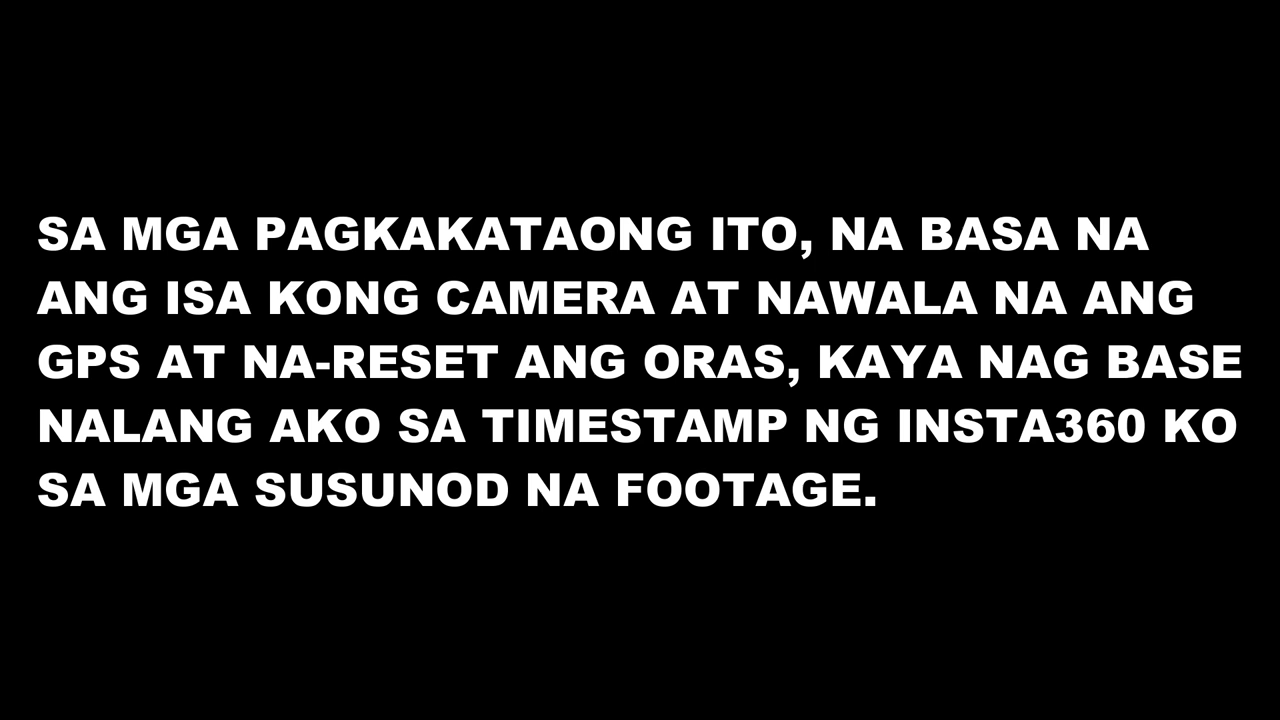 SA MGA PAGKAKATAONG ITO, NA BASA NA
ANG ISA KONG CAMERA AT NAWALA NA ANG
GPS AT NA-RESET ANG ORAS, KAYA NAG BASE
NALANG AKO SA TIMESTAMP NG INSTA360 KO
SA MGA SUSUNOD NA FOOTAGE.